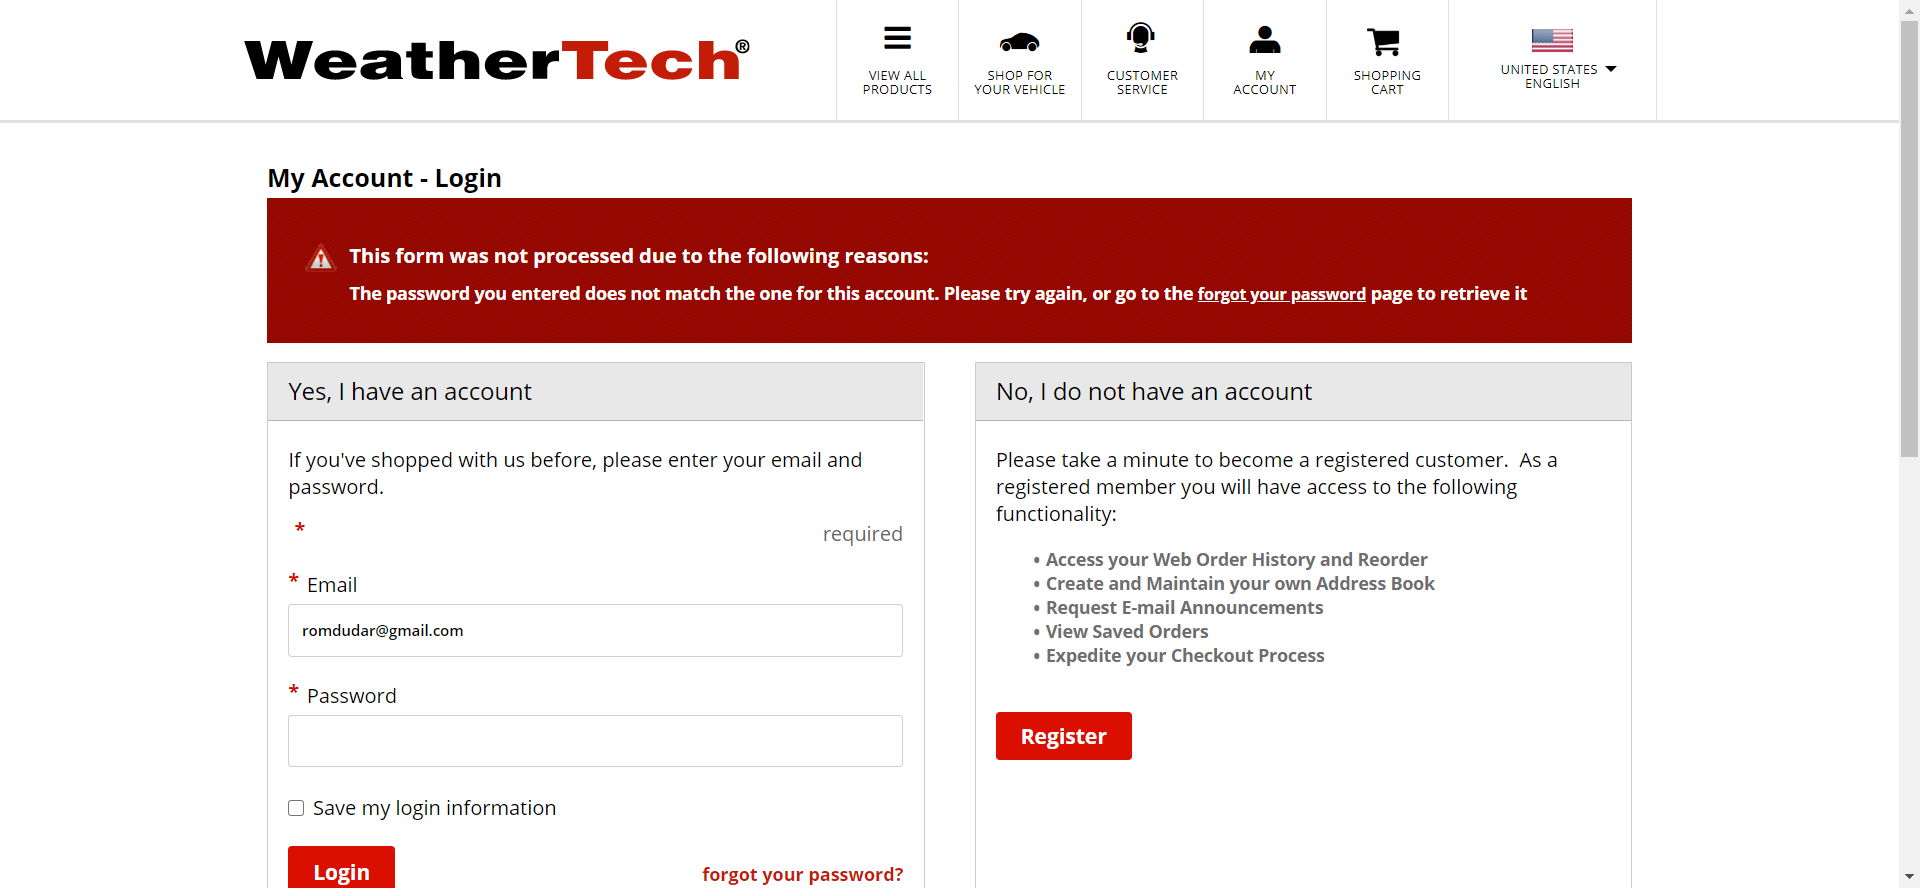 WeatherTech®
VIEW ALL
PRODUCTS
SHOP FOR
YOUR VEHICLE
CUSTOMER
SERVICE
MY
ACCOUNT
SHOPPING
CART
UNITED STATES
ENGLISH
My Account - Login
This form was not processed due to the following reasons:
The password you entered does not match the one for this account. Please try again, or go to the forgot your password page to retrieve it
Yes, I have an account
If you've shopped with us before, please enter your email and
password.
* required
* Email
romdudar@gmail.com
* Password
Save my login information
Login
forgot your password?
No, I do not have an account
Please take a minute to become a registered customer.  As a
registered member you will have access to the following
functionality:
• Access your Web Order History and Reorder
• Create and Maintain your own Address Book
• Request E-mail Announcements
• View Saved Orders
• Expedite your Checkout Process
Register